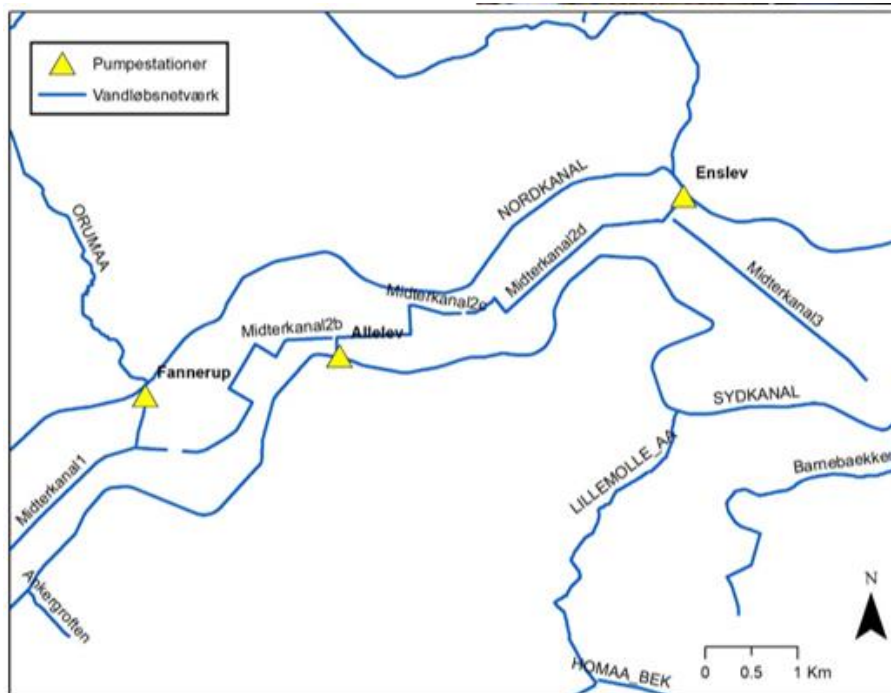 Pumpestationer
Vandløbsnetværk
Enslev
NORDKANAL
ORUMAA
Midterkanal2d
Midterkanal3
Midterkanal2c
Midterkanal2b
Allelev
Fannerup
SYDKANAL
LILLEMOLLE_AA
Barnebaekken
Midterkanal1
Ankergroften
HOMAA_BEK
N
0 0.5 1 Km